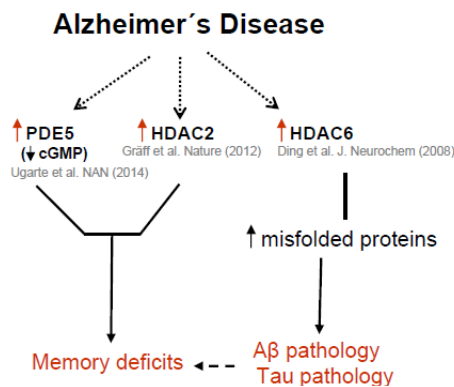 Alzheimer´s Disease
↑ PDE5
(↓ cGMP)
Ugarte et al. NAN (2014)
↑ HDAC2
Gräff et al. Nature (2012)
↑ HDAC6
Ding et al. J. Neurochem (2008)
↑ misfolded proteins
Memory deficits
Aβ pathology
Tau pathology